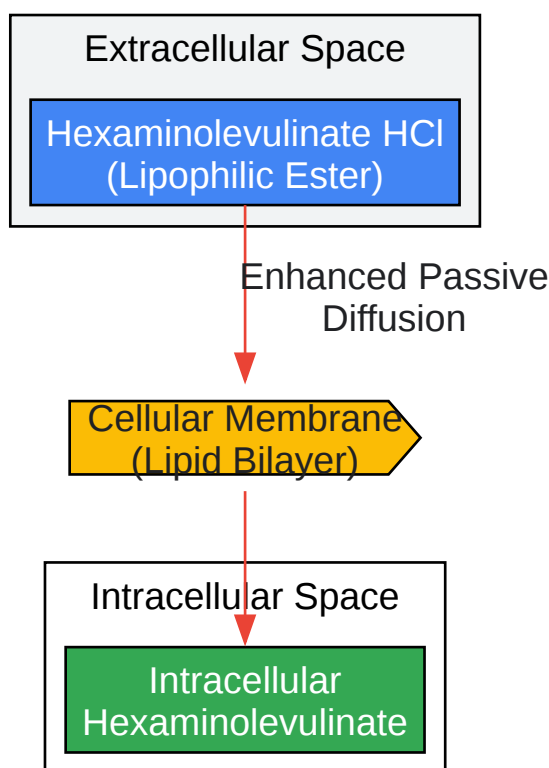 Extracellular Space
Hexaminolevulinate HCl
(Lipophilic Ester)
Enhanced Passive
Diffusion
Cellular Membrane
(Lipid Bilayer)
Intracellular Space
Intracellular
Hexaminolevulinate